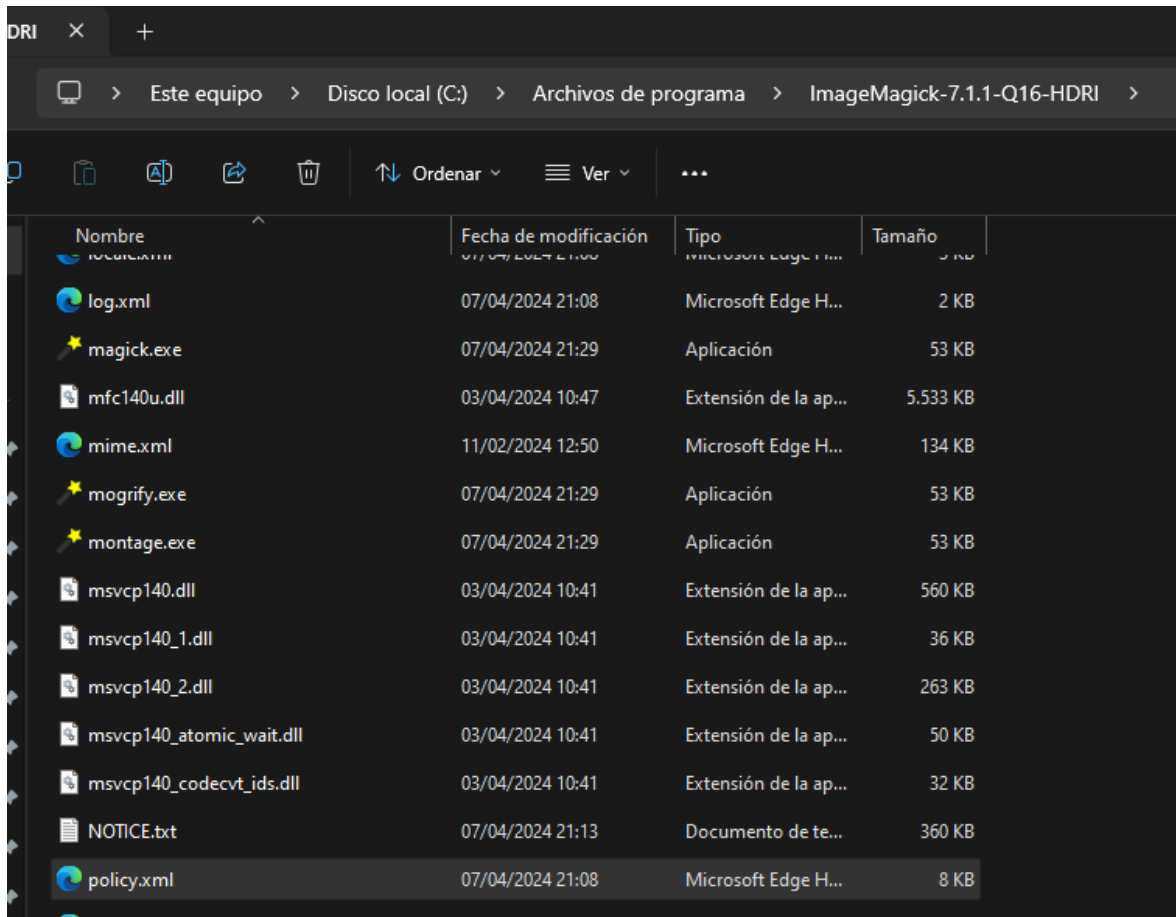 DRI
Este equipo > Disco local (C:) > Archivos de programa > ImageMagick-7.1.1-Q16-HDRI >
Ordenar Ver
Nombre Fecha de modificación Tipo Tamaño
log.xml 07/04/2024 21:08 Microsoft Edge H... 2 KB
magick.exe 07/04/2024 21:29 Aplicación 53 KB
mfc140u.dll 03/04/2024 10:47 Extensión de la ap... 5.533 KB
mime.xml 11/02/2024 12:50 Microsoft Edge H... 134 KB
mogrify.exe 07/04/2024 21:29 Aplicación 53 KB
montage.exe 07/04/2024 21:29 Aplicación 53 KB
msvcp140.dll 03/04/2024 10:41 Extensión de la ap... 560 KB
msvcp140_1.dll 03/04/2024 10:41 Extensión de la ap... 36 KB
msvcp140_2.dll 03/04/2024 10:41 Extensión de la ap... 263 KB
msvcp140_atomic_wait.dll 03/04/2024 10:41 Extensión de la ap... 50 KB
msvcp140_codecvt_ids.dll 03/04/2024 10:41 Extensión de la ap... 32 KB
NOTICE.txt 07/04/2024 21:13 Documento de te... 360 KB
policy.xml 07/04/2024 21:08 Microsoft Edge H... 8 KB